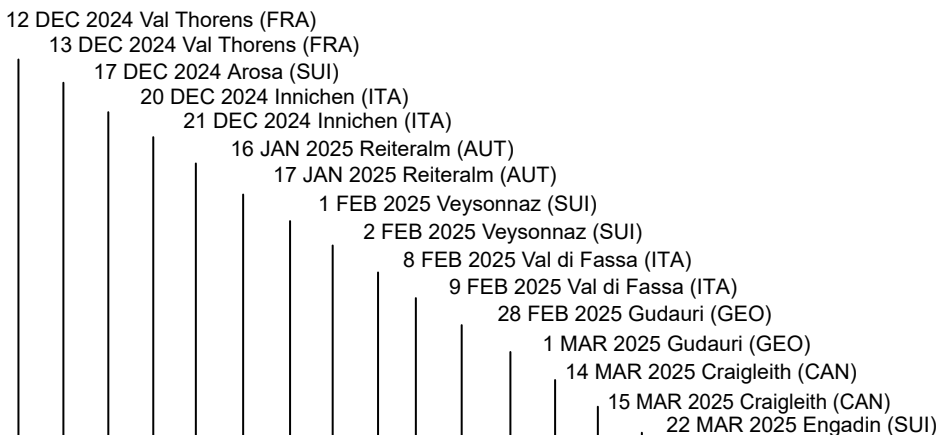 12 DEC 2024 Val Thorens (FRA)
13 DEC 2024 Val Thorens (FRA)
17 DEC 2024 Arosa (SUI)
20 DEC 2024 Innichen (ITA)
21 DEC 2024 Innichen (ITA)
16 JAN 2025 Reiteralm (AUT)
17 JAN 2025 Reiteralm (AUT)
1 FEB 2025 Veysonnaz (SUI)
2 FEB 2025 Veysonnaz (SUI)
8 FEB 2025 Val di Fassa (ITA)
9 FEB 2025 Val di Fassa (ITA)
28 FEB 2025 Gudauri (GEO)
1 MAR 2025 Gudauri (GEO)
14 MAR 2025 Craigleith (CAN)
15 MAR 2025 Craigleith (CAN)
22 MAR 2025 Engadin (SUI)